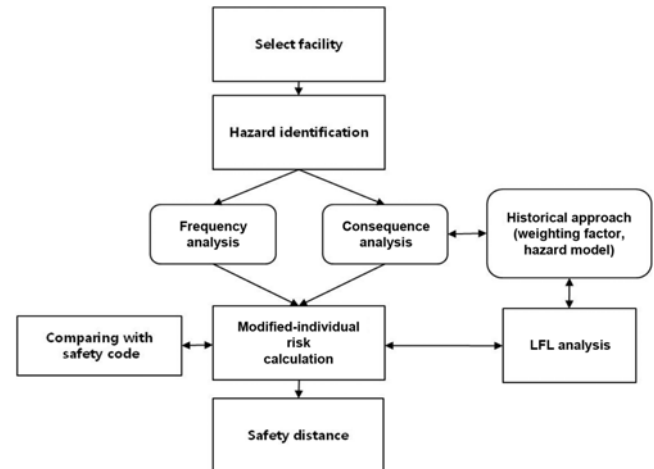 Select facility
Hazard identification
Frequency
analysis
Consequence
analysis
Historical approach
(weighting factor,
hazard model)
Comparing with
safety code
Modified-individual
risk
calculation
LFL analysis
Safety distance